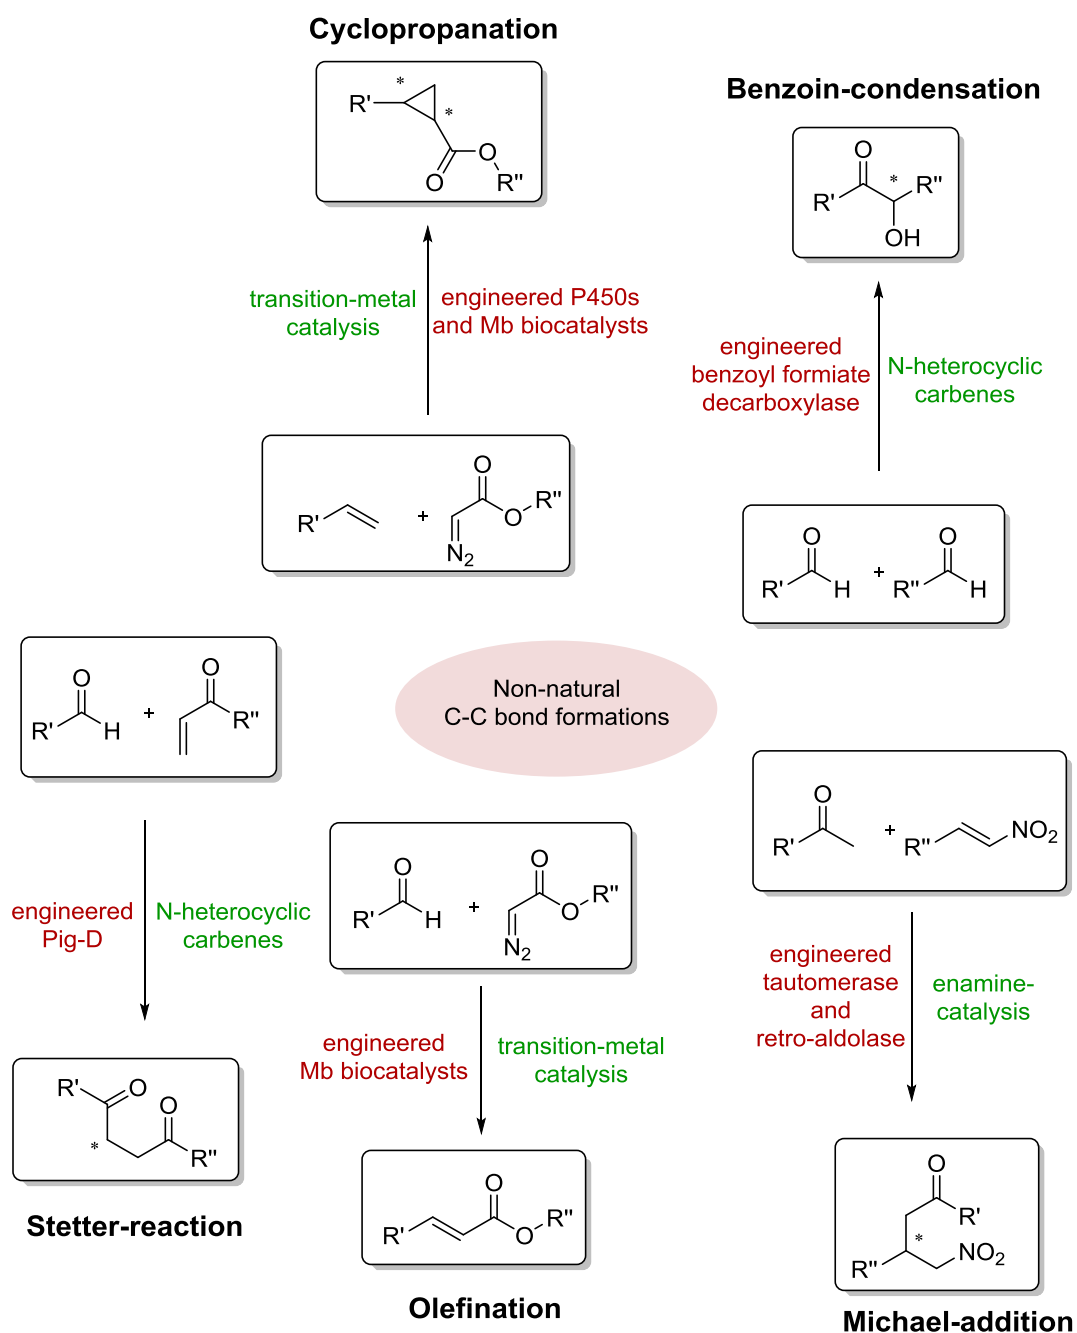 Cyclopropanation
*
R'
*
O
O
R"
transition-metal
catalysis
engineered P450s
and Mb biocatalysts
R'
+
O
O
R"
N2
Benzoin-condensation
O
*
R"
R'
OH
engineered
benzoyl formiate
decarboxylase
N-heterocyclic
carbenes
O
R'
H
+
O
R"
H
Non-natural
C-C bond formations
O
R'
H
+
O
R"
engineered
Pig-D
N-heterocyclic
carbenes
R'
O
O
*
R"
Stetter-reaction
O
R'
H
+
O
O
R"
N2
engineered
Mb biocatalysts
transition-metal
catalysis
O
R'
O
R"
Olefination
O
R'
+
R"
NO2
engineered
tautomerase
and
retro-aldolase
enamine-
catalysis
O
R'
*
R"
NO2
Michael-addition